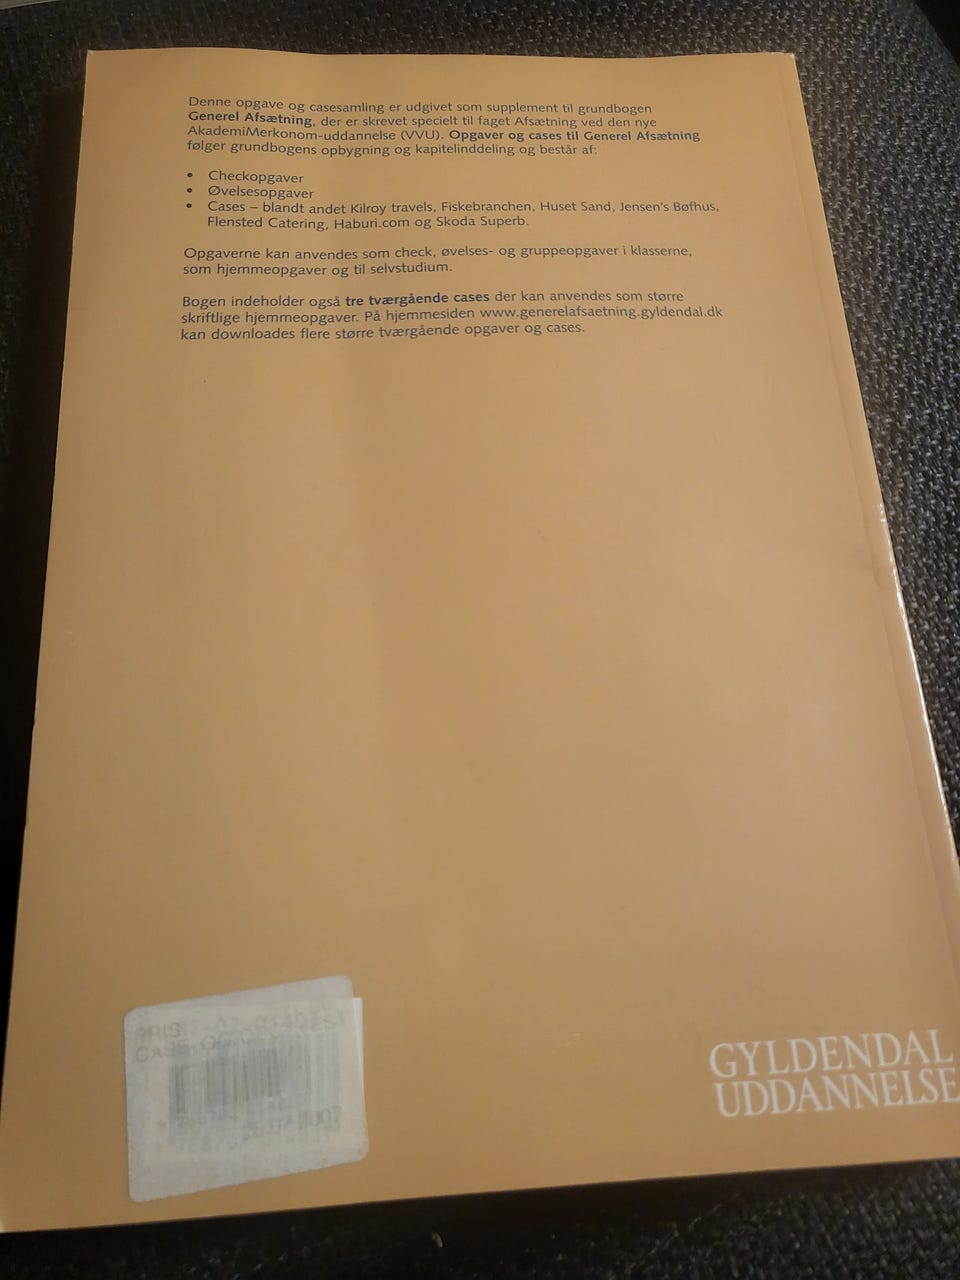 Denne opgave og casesamling er udgivet som supplement til grundbogen
Generel Afsætning, der er skrevet specielt til faget Afsætning ved den nye
AkademiMerkonom-uddannelse (VVU). Opgaver og cases til Generel Afsætning
følger grundbogens opbygning og kapitelinddeling og består af:
• Checkopgaver
• Øvelsesopgaver
• Cases – blandt andet Kilroy travels, Fiskebranchen, Huset Sand, Jensen's Bøfhus,
Flensted Catering, Haburi.com og Skoda Superb.
Opgaverne kan anvendes som check, øvelses- og gruppeopgaver i klasserne,
som hjemmeopgaver og til selvstudium.
Bogen indeholder også tre tværgående cases der kan anvendes som større
skriftlige hjemmeopgaver. På hjemmesiden www.generelafsaetning.gyldendal.dk
kan downloades flere større tværgående opgaver og cases.
GYLDENDAL
UDDANNELSE